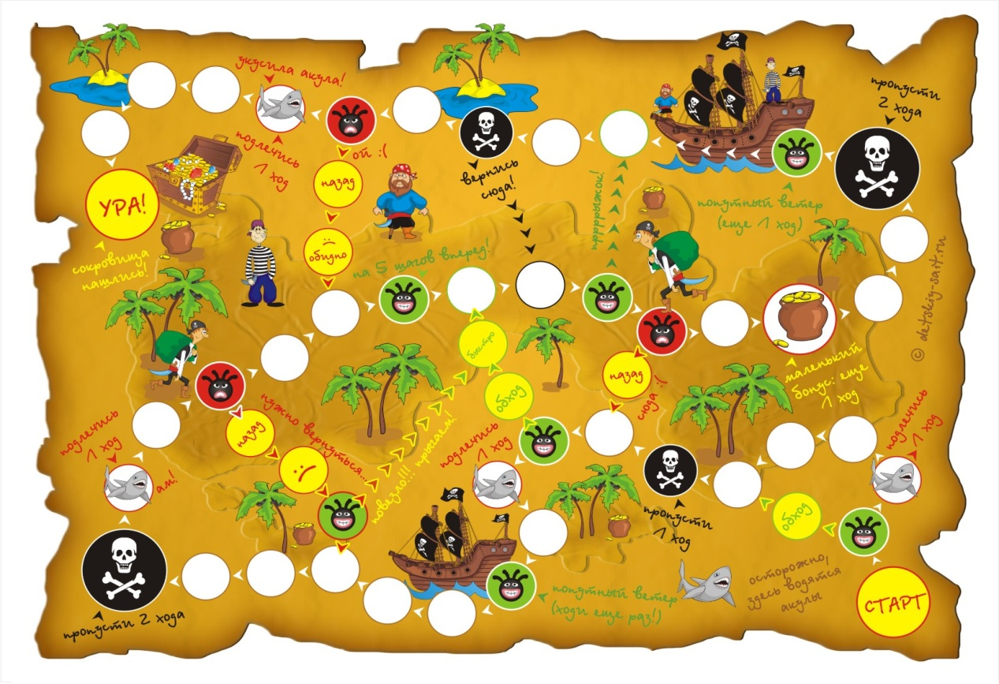 укусила акула!
пропусти
2 хода
подлечись
1 ход
ой :(
назад
вернись
сюда!
прррррыжок!
попутный ветер
(еще 1 ход)
УРА!
сокровища
нашлись!
обидно
на 5 шагов вперед!
© detskiy-sait.ru
быстро
назад
сюда :(
маленький
бонус: еще
1 ход
обход
нужно вернуться...
назад
подлечись
1 ход
ам!
повезло!!! прыгаем!
подлечись
1 ход
подлечись
1 ход
пропусти
1 ход
обход
осторожно,
здесь водятся
акулы
СТАРТ
попутный ветер
(ходи еще раз!)
пропусти 2 хода